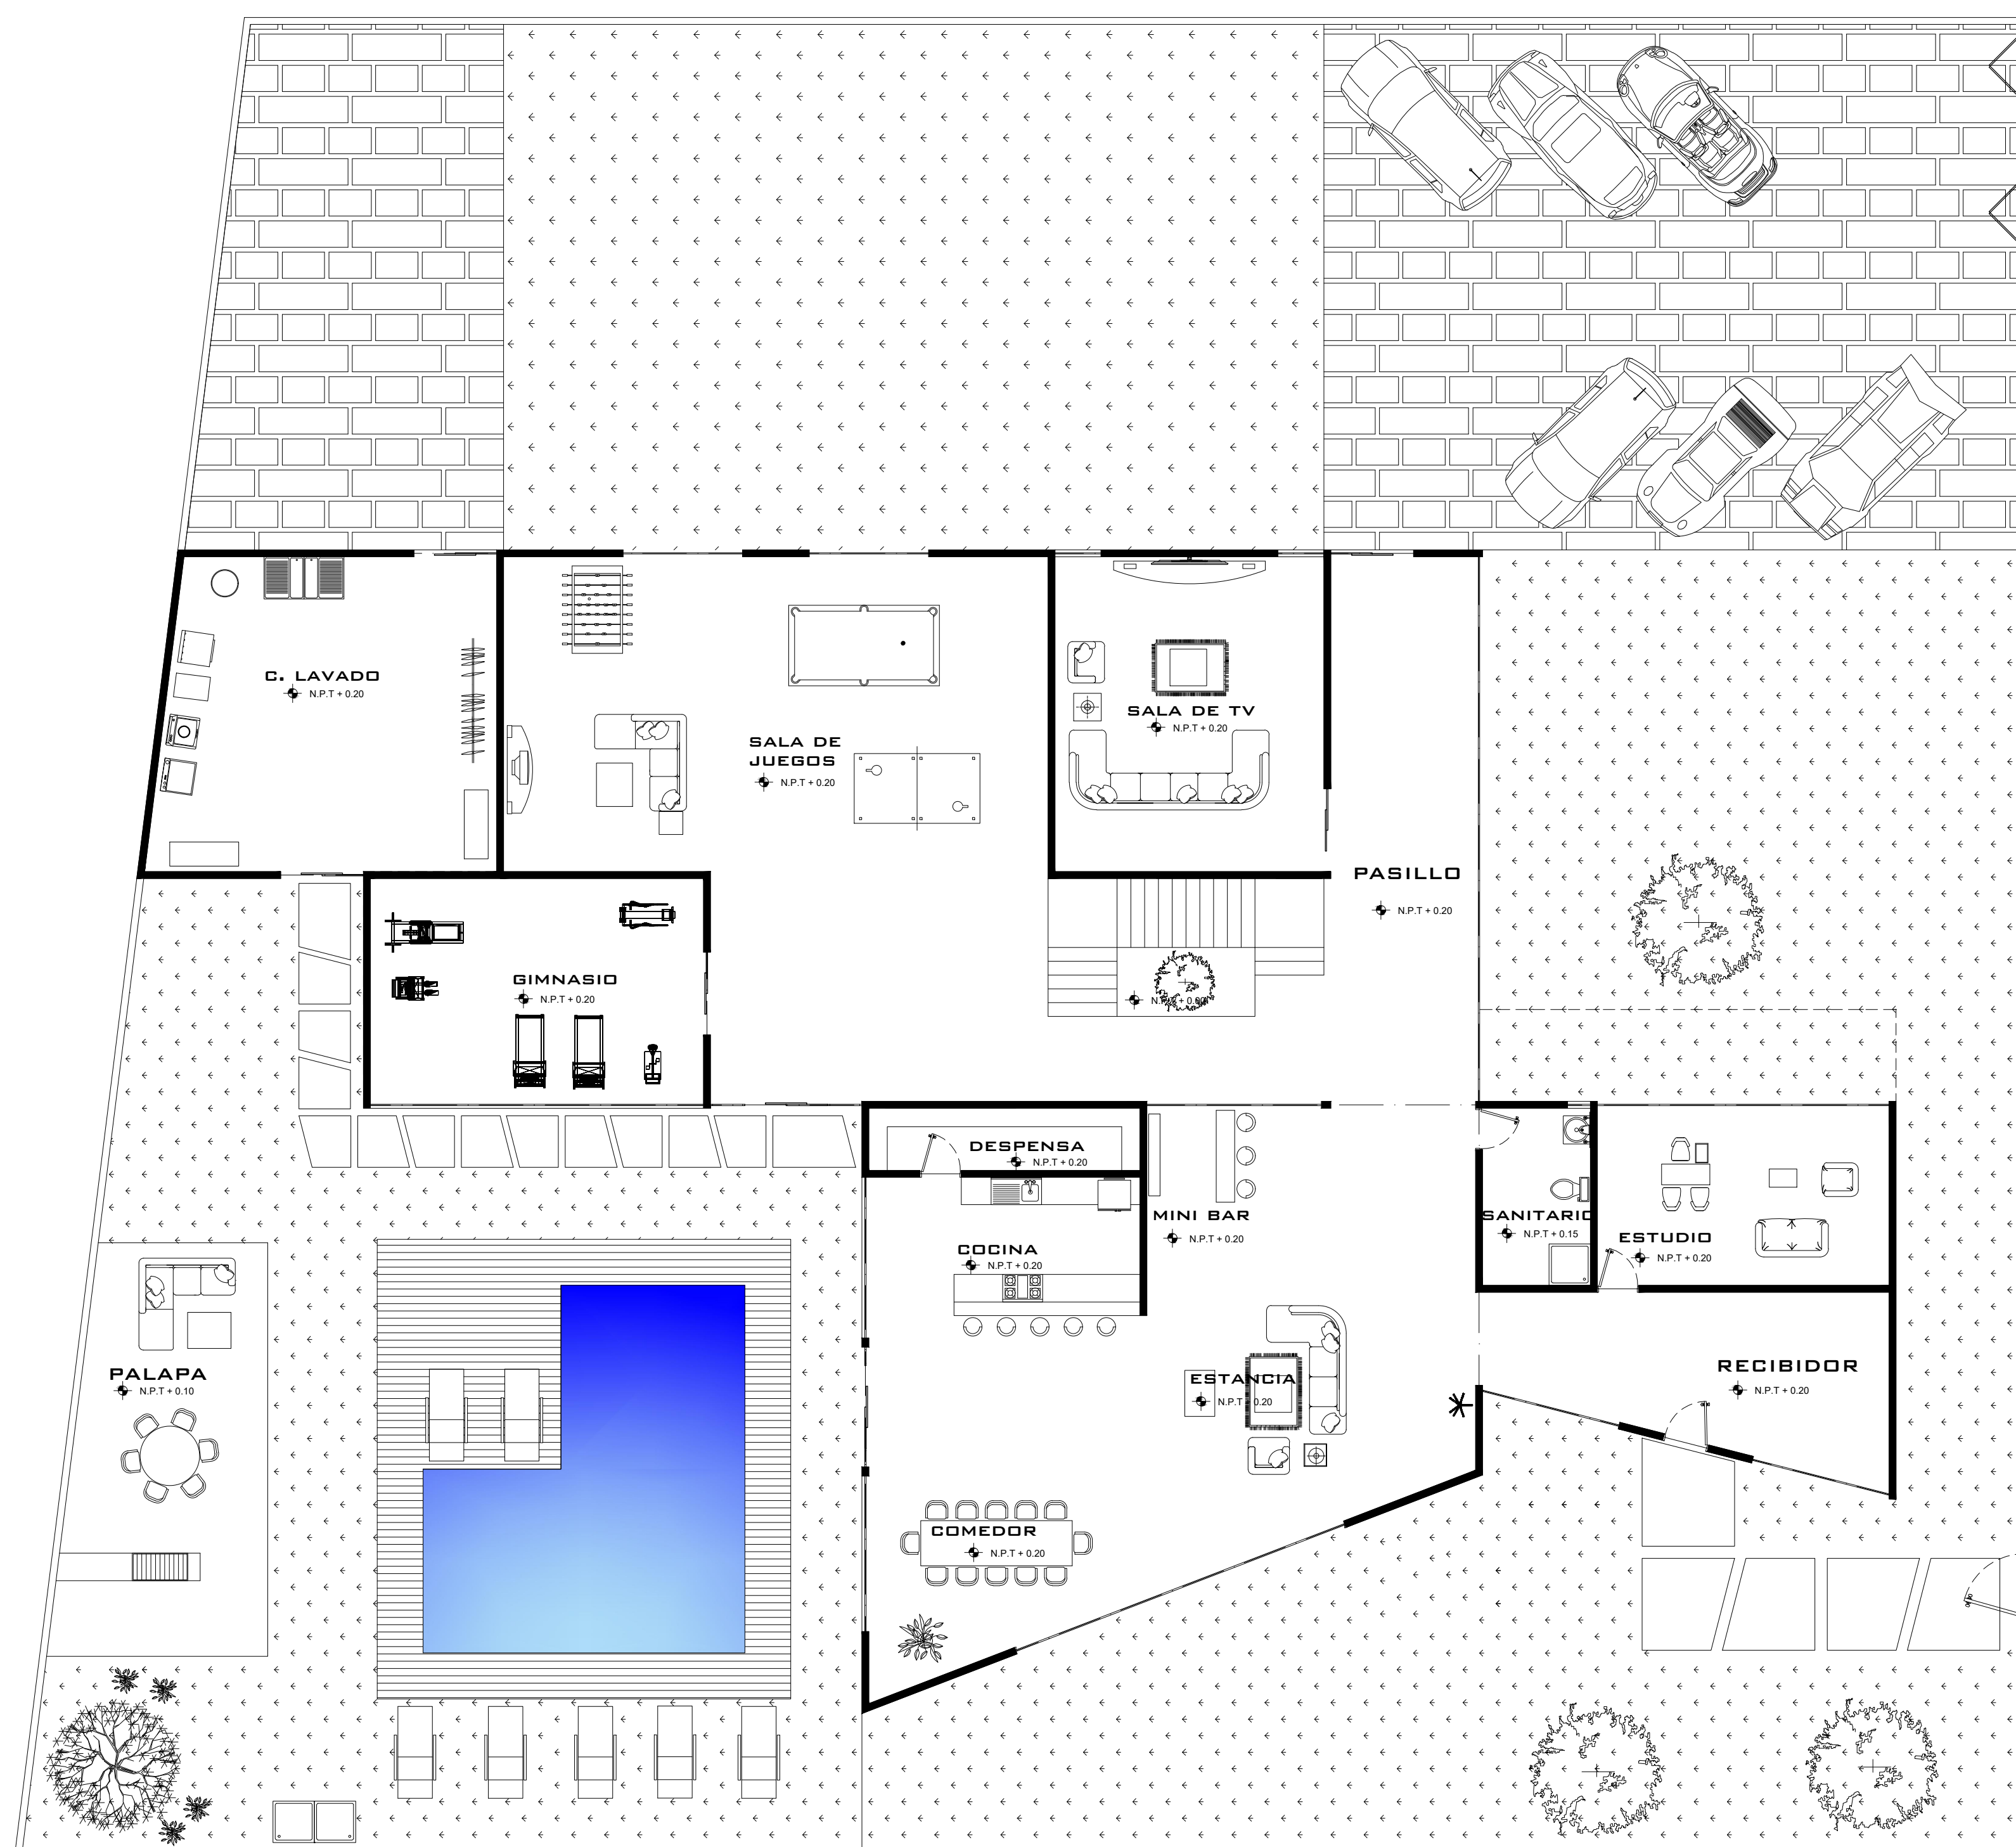 C. LAVADO
N.P.T + 0.20
SALA DE
JUEGOS
N.P.T + 0.20
SALA DE TV
N.P.T + 0.20
PASILLO
N.P.T + 0.20
GIMNASIO
N.P.T + 0.20
DESPENSA
N.P.T + 0.20
MINI BAR
N.P.T + 0.20
COCINA
N.P.T + 0.20
SANITARIO
N.P.T + 0.15
ESTUDIO
N.P.T + 0.20
PALAPA
N.P.T + 0.10
ESTANCIA
N.P.T + 0.20
RECIBIDOR
N.P.T + 0.20
COMEDOR
N.P.T + 0.20